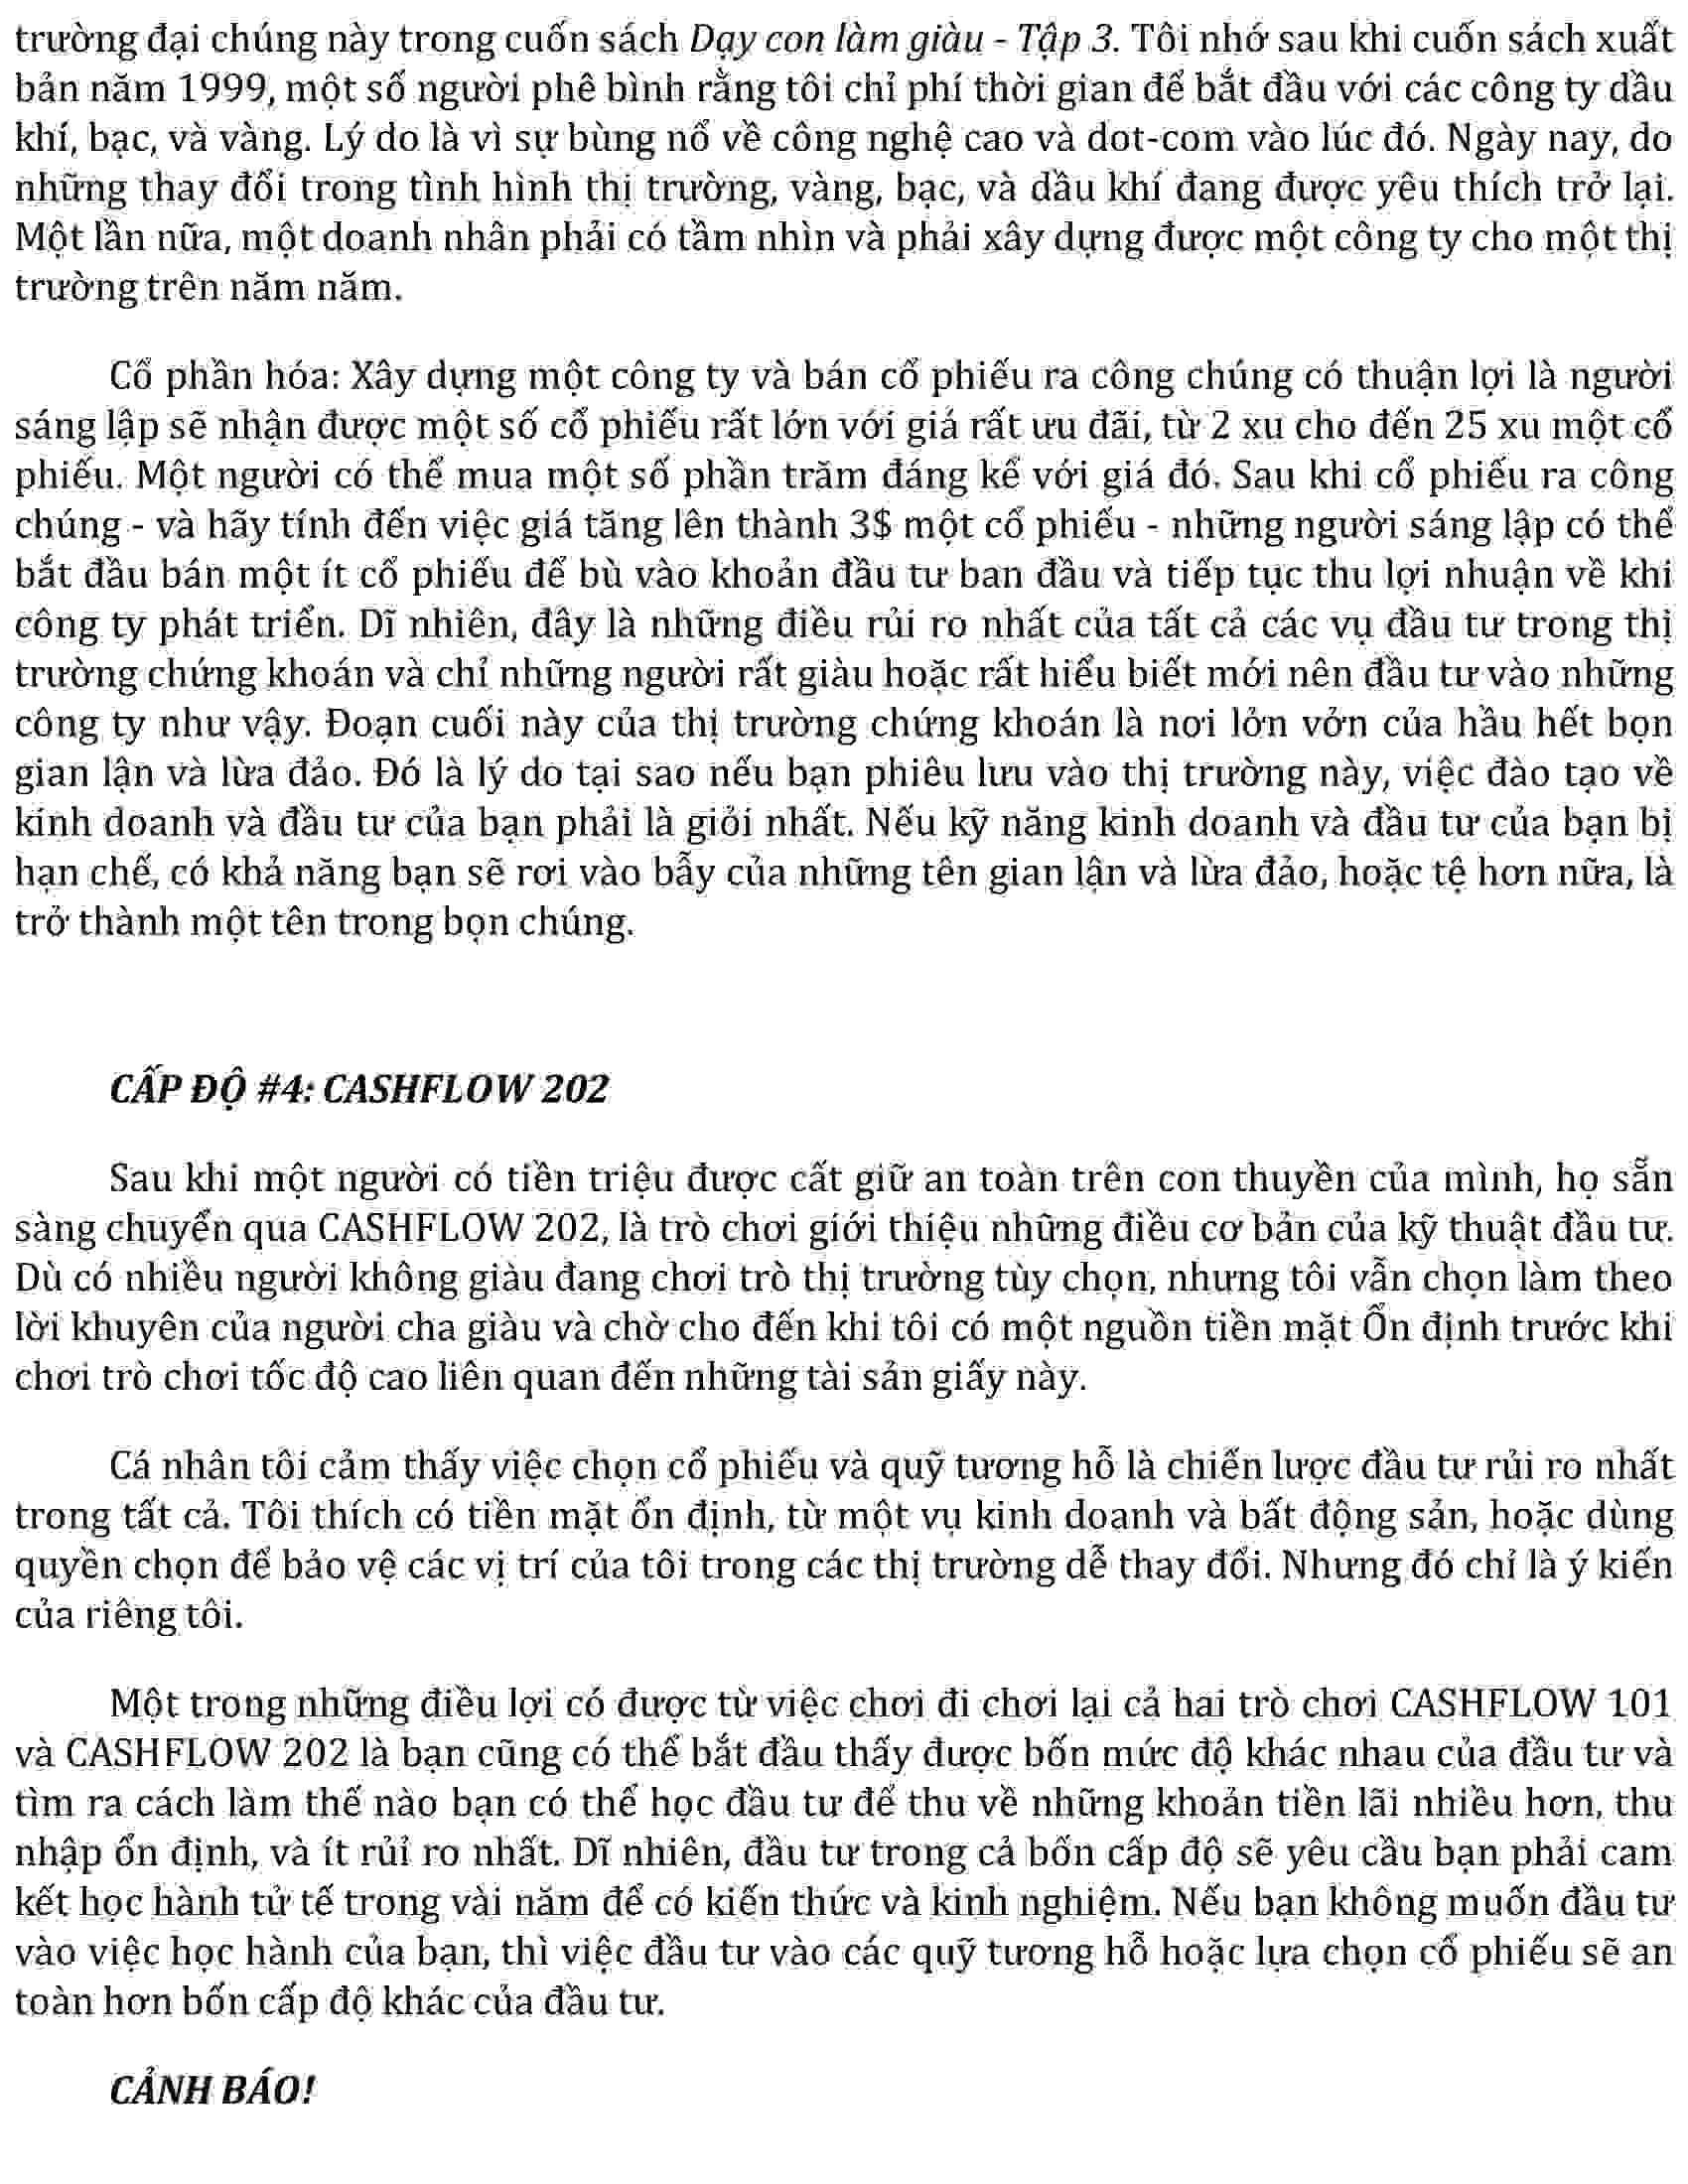 trường đại chúng này trong cuốn sách Dạy con làm giàu - Tập 3. Tôi nhớ sau khi cuốn sách xuất
bản năm 1999, một số người phê bình rằng tôi chỉ phí thời gian để bắt đầu với các công ty dầu
khí, bạc, và vàng. Lý do là vì sự bùng nổ về công nghệ cao và dot-com vào lúc đó. Ngày nay, do
những thay đổi trong tình hình thị trường, vàng, bạc, và dầu khí đang được yêu thích trở lại.
Một lần nữa, một doanh nhân phải có tầm nhìn và phải xây dựng được một công ty cho một thị
trường trên năm năm.
Cổ phần hóa: Xây dựng một công ty và bán cổ phiếu ra công chúng có thuận lợi là người
sáng lập sẽ nhận được một số cổ phiếu rất lớn với giá rất ưu đãi, từ 2 xu cho đến 25 xu một cổ
phiếu. Một người có thể mua một số phần trăm đáng kể với giá đó. Sau khi cổ phiếu ra công
chúng - và hãy tính đến việc giá tăng lên thành 3$ một cổ phiếu - những người sáng lập có thể
bắt đầu bán một ít cổ phiếu để bù vào khoản đầu tư ban đầu và tiếp tục thu lợi nhuận về khi
công ty phát triển. Dĩ nhiên, đây là những điều rủi ro nhất của tất cả các vụ đầu tư trong thị
trường chứng khoán và chỉ những người rất giàu hoặc rất hiểu biết mới nên đầu tư vào những
công ty như vậy. Đoạn cuối này của thị trường chứng khoán là nơi lởn vởn của hầu hết bọn
gian lận và lừa đảo. Đó là lý do tại sao nếu bạn phiêu lưu vào thị trường này, việc đào tạo về
kinh doanh và đầu tư của bạn phải là giỏi nhất. Nếu kỹ năng kinh doanh và đầu tư của bạn bị
hạn chế, có khả năng bạn sẽ rơi vào bẫy của những tên gian lận và lừa đảo, hoặc tệ hơn nữa, là
trở thành một tên trong bọn chúng.
CẤP ĐỘ #4: CASHFLOW 202
Sau khi một người có tiền triệu được cất giữ an toàn trên con thuyền của mình, họ sẵn
sàng chuyển qua CASHFLOW 202, là trò chơi giới thiệu những điều cơ bản của kỹ thuật đầu tư.
Dù có nhiều người không giàu đang chơi trò thị trường tùy chọn, nhưng tôi vẫn chọn làm theo
lời khuyên của người cha giàu và chờ cho đến khi tôi có một nguồn tiền mặt Ổn định trước khi
chơi trò chơi tốc độ cao liên quan đến những tài sản giấy này.
Cá nhân tôi cảm thấy việc chọn cổ phiếu và quỹ tương hỗ là chiến lược đầu tư rủi ro nhất
trong tất cả. Tôi thích có tiền mặt ổn định, từ một vụ kinh doanh và bất động sản, hoặc dùng
quyền chọn để bảo vệ các vị trí của tôi trong các thị trường dễ thay đổi. Nhưng đó chỉ là ý kiến
của riêng tôi.
Một trong những điều lợi có được từ việc chơi đi chơi lại cả hai trò chơi CASHFLOW 101
và CASHFLOW 202 là bạn cũng có thể bắt đầu thấy được bốn mức độ khác nhau của đầu tư và
tìm ra cách làm thế nào bạn có thể học đầu tư để thu về những khoản tiền lãi nhiều hơn, thu
nhập ổn định, và ít rủi ro nhất. Dĩ nhiên, đầu tư trong cả bốn cấp độ sẽ yêu cầu bạn phải cam
kết học hành tử tế trong vài năm để có kiến thức và kinh nghiệm. Nếu bạn không muốn đầu tư
vào việc học hành của bạn, thì việc đầu tư vào các quỹ tương hỗ hoặc lựa chọn cổ phiếu sẽ an
toàn hơn bốn cấp độ khác của đầu tư.
CẢNH BÁO!